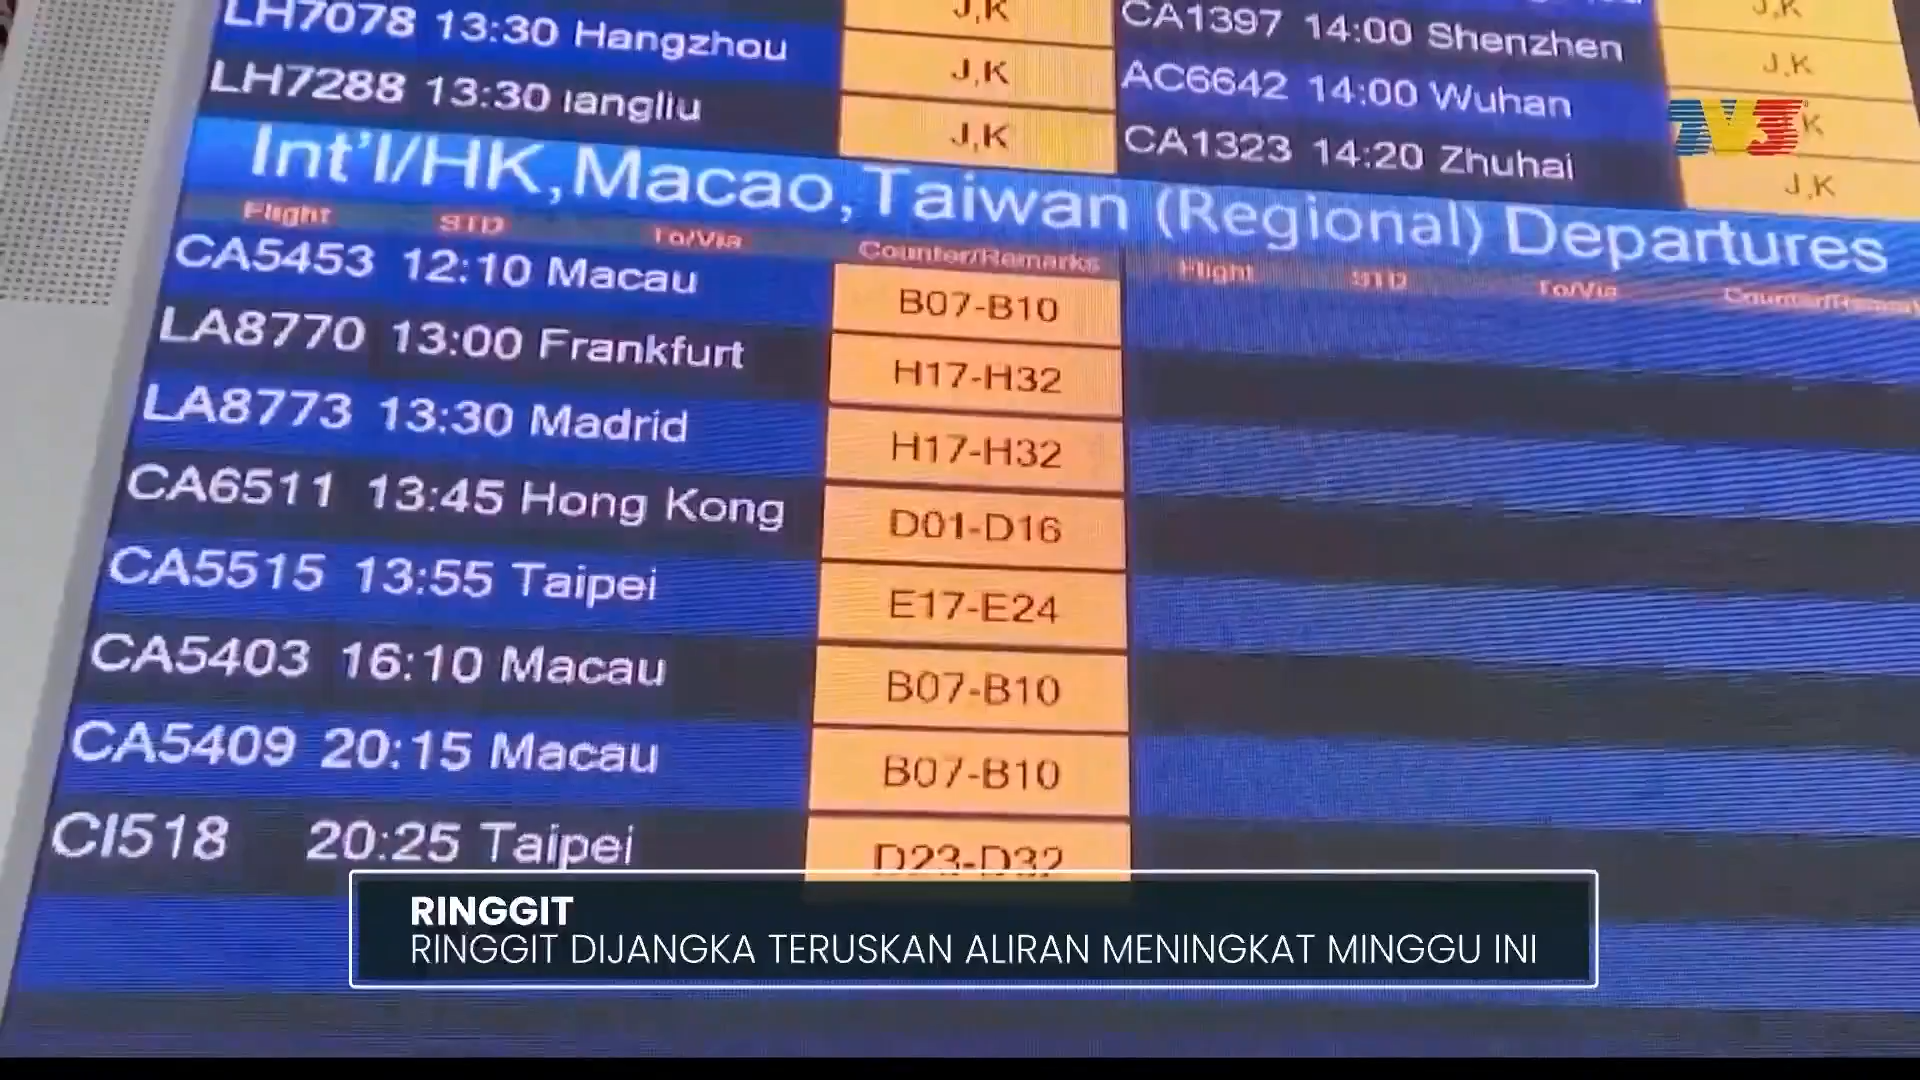 LH7078 13:30 Hangzhou J,K
LH7288 13:30 J,K
J,K
CA1397 14:00 Shenzhen J,K
AC6642 14:00 Wuhan J,K
CA1323 14:20 Zhuhai K
J,K
TV3
Int'l/HK,Macao,Taiwan (Regional) Departures
Flight STD To/Via Counter/Remarks Flight STD To/Via Counter/Remarks
CA5453 12:10 Macau B07-B10
LA8770 13:00 Frankfurt H17-H32
LA8773 13:30 Madrid H17-H32
CA6511 13:45 Hong Kong D01-D16
CA5515 13:55 Taipei E17-E24
CA5403 16:10 Macau B07-B10
CA5409 20:15 Macau B07-B10
CI518 20:25 Taipei D23-D32
RINGGIT
RINGGIT DIJANGKA TERUSKAN ALIRAN MENINGKAT MINGGU INI